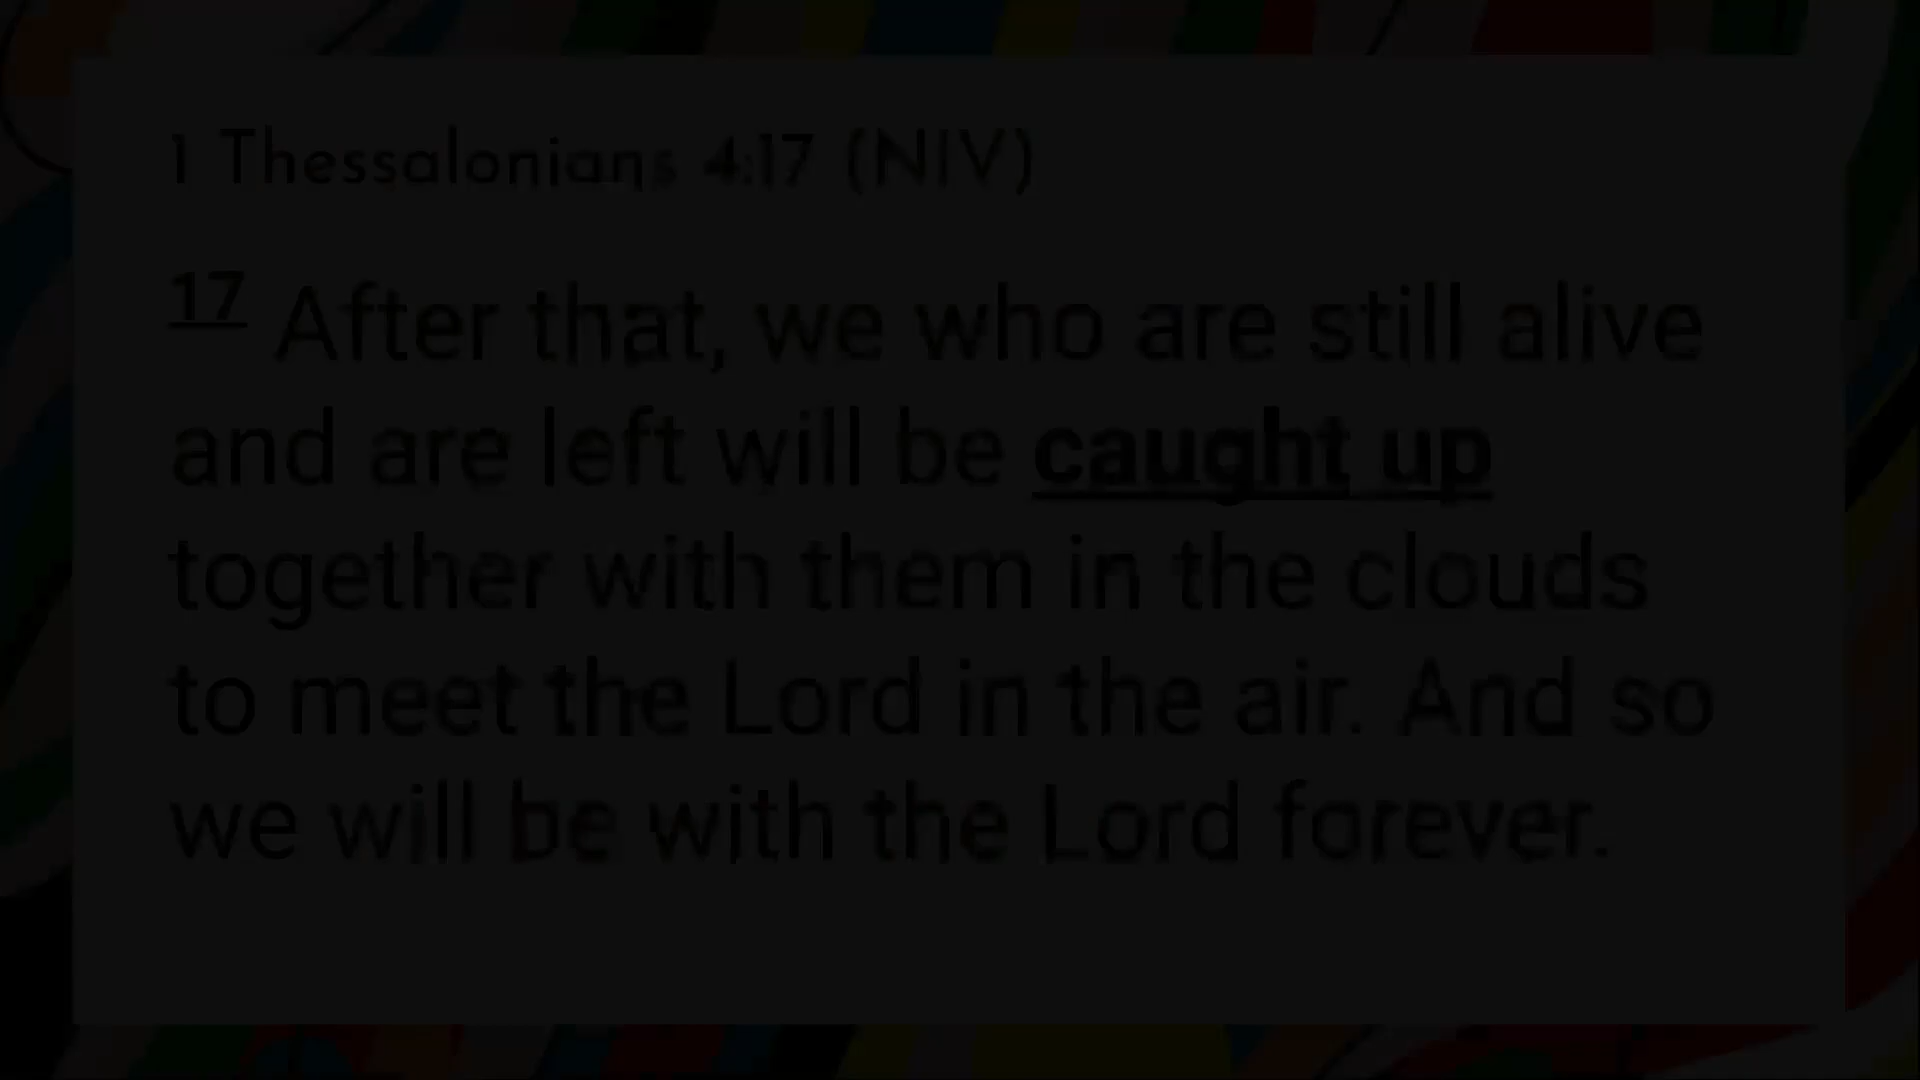 1 Thessalonians 4:17 (NIV)
17 After that, we who are still alive
and are left will be caught up
together with them in the clouds
to meet the Lord in the air. And so
we will be with the Lord forever.